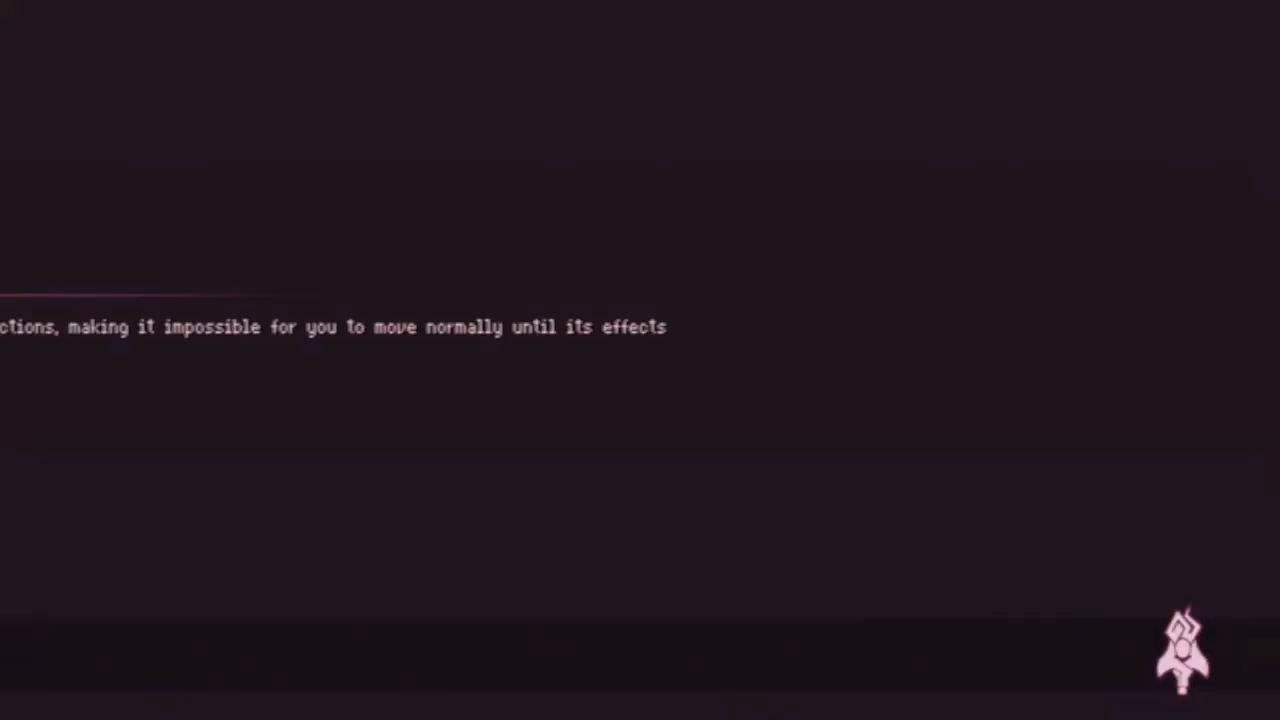 ctions, making it impossible for you to move normally until its effects